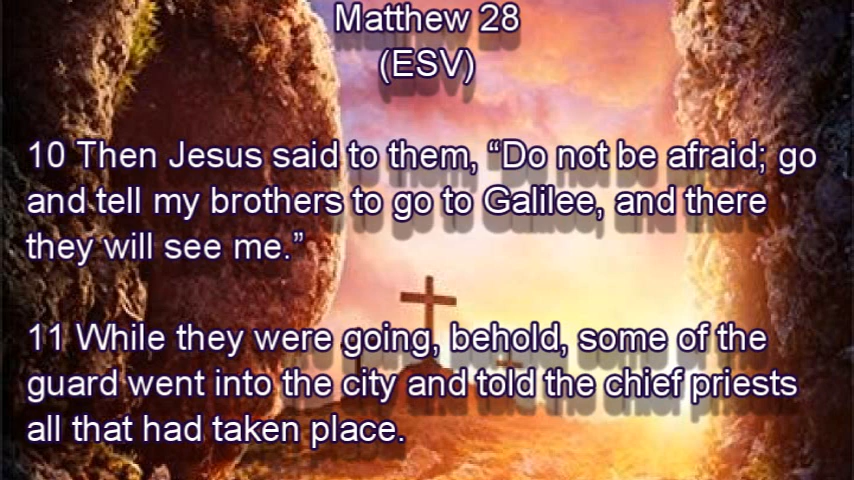 Matthew 28
(ESV)
10 Then Jesus said to them, “Do not be afraid; go
and tell my brothers to go to Galilee, and there
they will see me.”
11 While they were going, behold, some of the
guard went into the city and told the chief priests
all that had taken place.